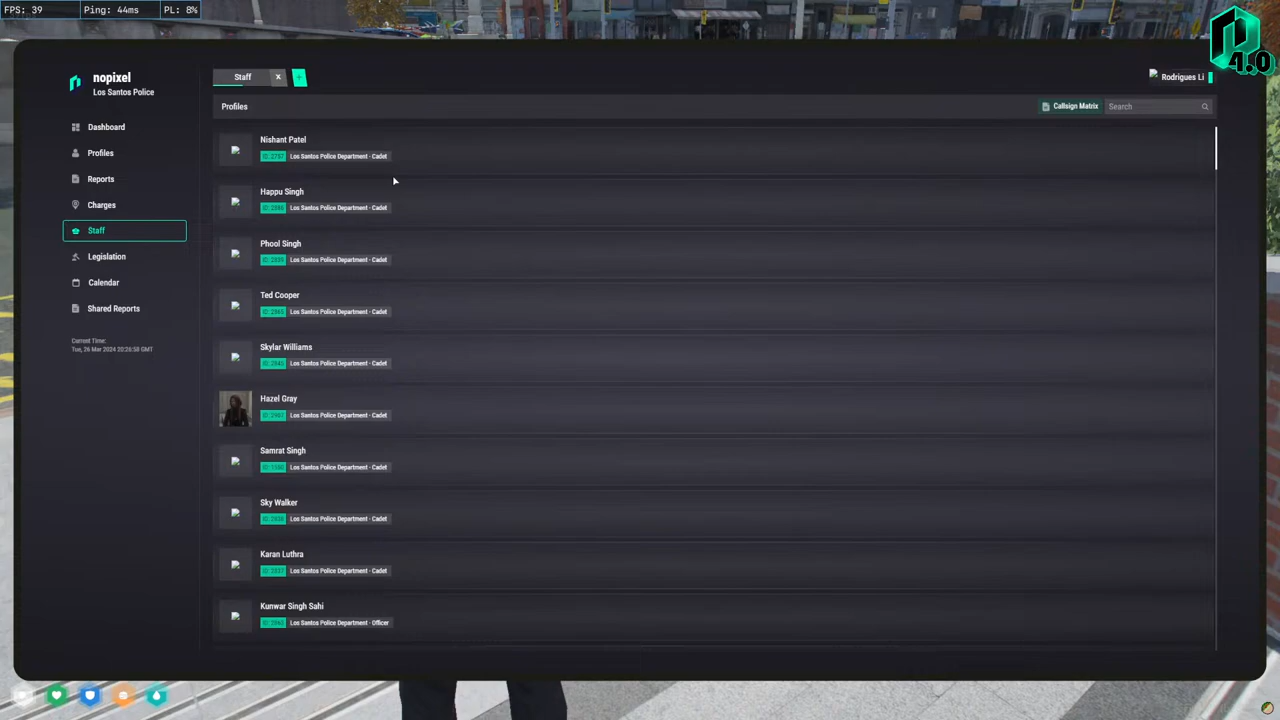 FPS: 39 Ping: 44ms PL: 8%
4.0
nopixel
Los Santos Police
Staff x +
Rodrigues Li
Profiles
Callsign Matrix
Search
Dashboard
Profiles
Reports
Charges
Staff
Legislation
Calendar
Shared Reports
Current Time:
Tue, 26 Mar 2024 20:26:58 GMT
Nishant Patel
Los Santos Police Department - Cadet
Happu Singh
Los Santos Police Department - Cadet
Phool Singh
Los Santos Police Department - Cadet
Ted Cooper
Los Santos Police Department - Cadet
Skylar Williams
Los Santos Police Department - Cadet
Hazel Gray
Los Santos Police Department - Cadet
Samrat Singh
Los Santos Police Department - Cadet
Sky Walker
Los Santos Police Department - Cadet
Karan Luthra
Los Santos Police Department - Cadet
Kunwar Singh Sahi
Los Santos Police Department - Officer